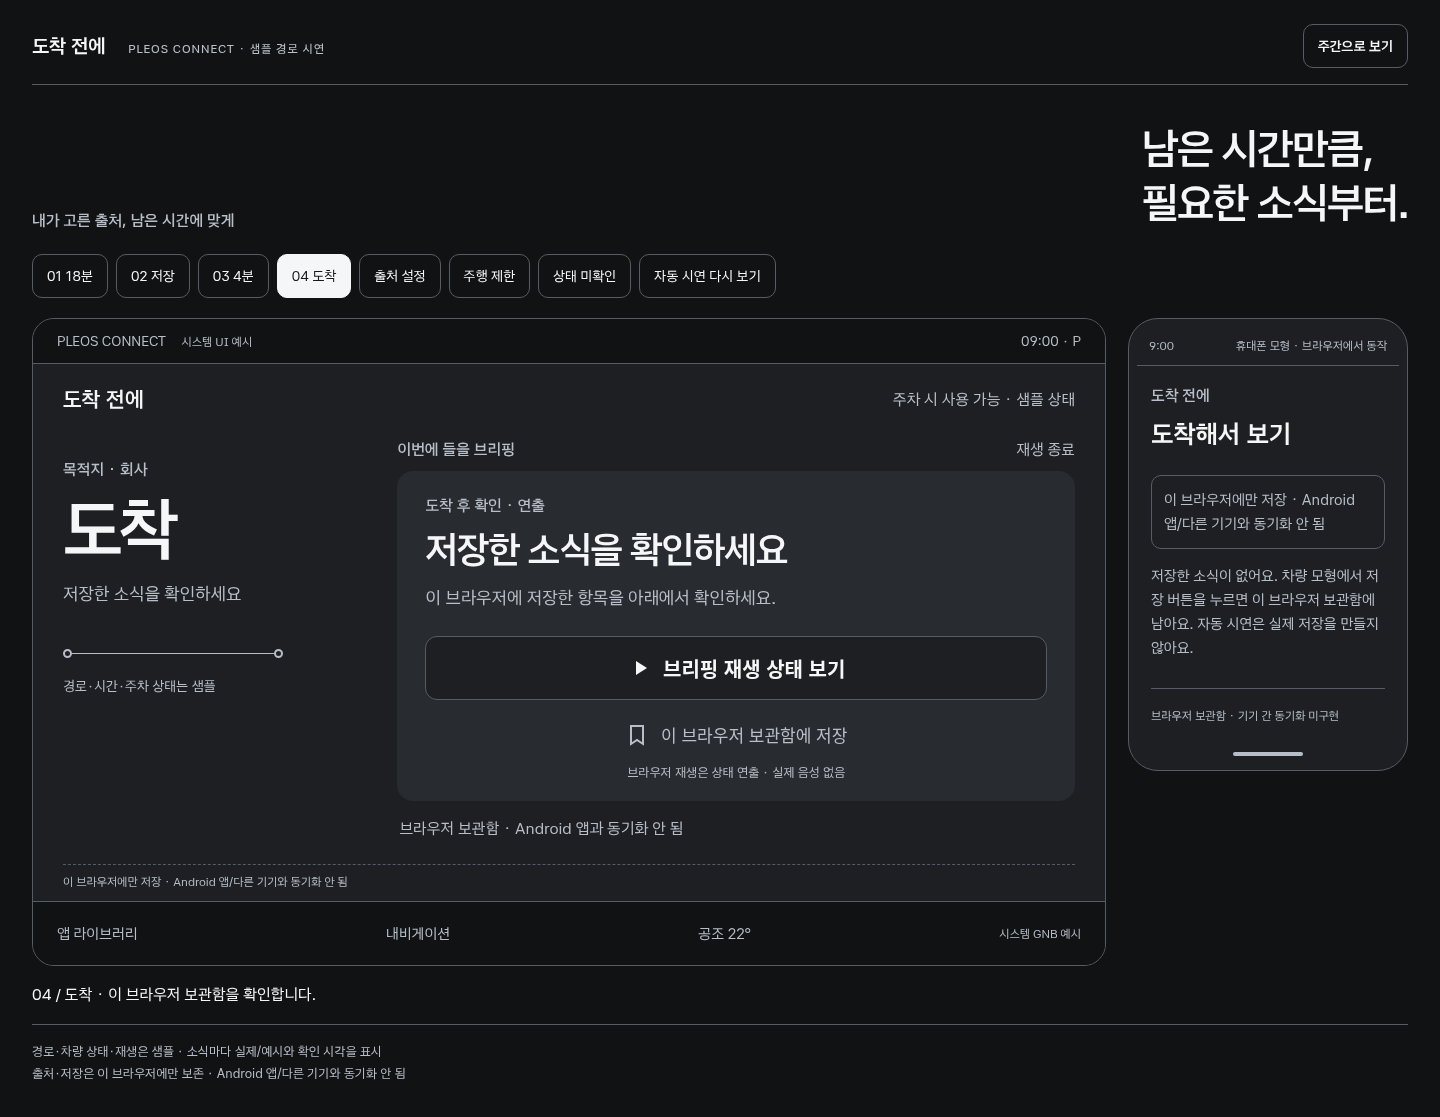 도착 전에
PLEOS CONNECT · 샘플 경로 시연
주간으로 보기
남은 시간만큼,
필요한 소식부터.
내가 고른 출처, 남은 시간에 맞게
01 18분
02 저장
03 4분
04 도착
출처 설정
주행 제한
상태 미확인
자동 시연 다시 보기
PLEOS CONNECT 시스템 UI 예시
09:00 · P
도착 전에
주차 시 사용 가능 · 샘플 상태
목적지 · 회사
도착
저장한 소식을 확인하세요
경로·시간·주차 상태는 샘플
이번에 들을 브리핑
재생 종료
도착 후 확인 · 연출
저장한 소식을 확인하세요
이 브라우저에 저장한 항목을 아래에서 확인하세요.
브리핑 재생 상태 보기
이 브라우저 보관함에 저장
브라우저 재생은 상태 연출 · 실제 음성 없음
브라우저 보관함 · Android 앱과 동기화 안 됨
이 브라우저에만 저장 · Android 앱/다른 기기와 동기화 안 됨
앱 라이브러리
내비게이션
공조 22°
시스템 GNB 예시
9:00
휴대폰 모형 · 브라우저에서 동작
도착 전에
도착해서 보기
이 브라우저에만 저장 · Android
앱/다른 기기와 동기화 안 됨
저장한 소식이 없어요. 차량 모형에서 저
장 버튼을 누르면 이 브라우저 보관함에
남아요. 자동 시연은 실제 저장을 만들지
않아요.
브라우저 보관함 · 기기 간 동기화 미구현
04 / 도착 · 이 브라우저 보관함을 확인합니다.
경로·차량 상태·재생은 샘플 · 소식마다 실제/예시와 확인 시각을 표시
출처·저장은 이 브라우저에만 보존 · Android 앱/다른 기기와 동기화 안 됨